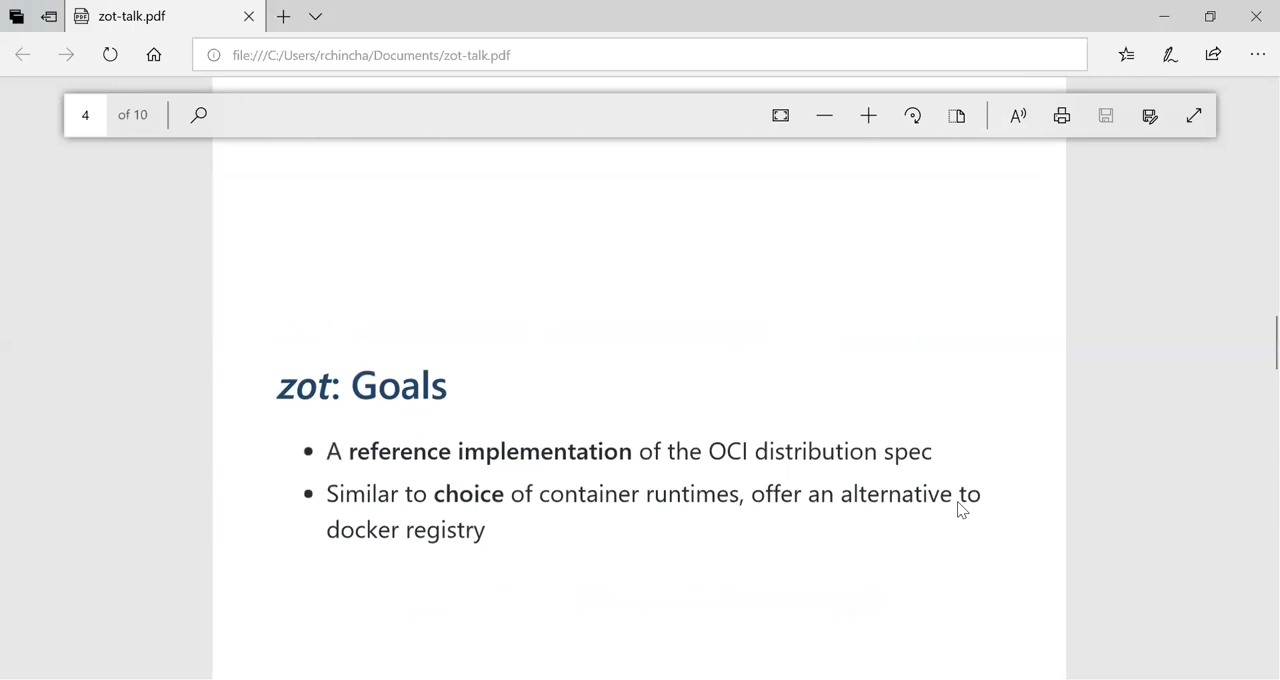 zot-talk.pdf
file:///C:/Users/rchincha/Documents/zot-talk.pdf
4 of 10
zot: Goals
• A reference implementation of the OCI distribution spec
• Similar to choice of container runtimes, offer an alternative to
docker registry